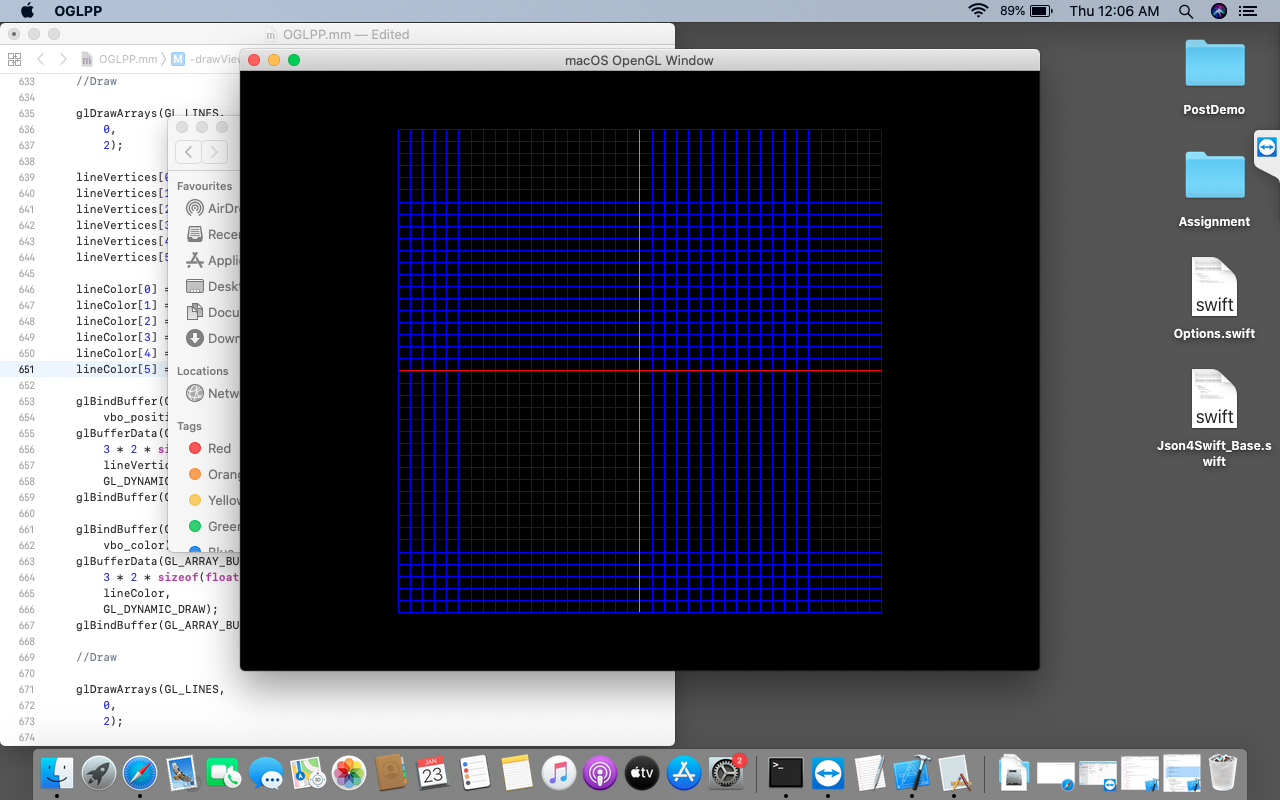 OGLPP
89%
Thu 12:06 AM
OGLPP.mm — Edited
OGLPP.mm
M
633 //Draw
634
635 glDrawArrays(GL_LINES,
636 0,
637 2);
638
639 lineVertices[
640 lineVertices[
641 lineVertices[
642 lineVertices[
643 lineVertices[
644 lineVertices[
645
646 lineColor[0] =
647 lineColor[1] =
648 lineColor[2] =
649 lineColor[3] =
650 lineColor[4] =
651 lineColor[5] =
652
653 glBindBuffer(
654 vbo_positi
655 glBufferData(
656 3 * 2 * si
657 lineVertic
658 GL_DYNAMIC
659 glBindBuffer(
660
661 glBindBuffer(
662 vbo_color)
663 glBufferData(GL_ARRAY_BU
664 3 * 2 * sizeof(float
665 lineColor,
666 GL_DYNAMIC_DRAW);
667 glBindBuffer(GL_ARRAY_BU
668
669 //Draw
670
671 glDrawArrays(GL_LINES,
672 0,
673 2);
674
Favourites
AirDr
Recen
Appli
Deskt
Docu
Down
Locations
Netw
Tags
Red
Orang
Yellow
Green
Blue
macOS OpenGL Window
PostDemo
Assignment
swift
Options.swift
swift
Json4Swift_Base.s
wift
JAN
23
tv
2
>_